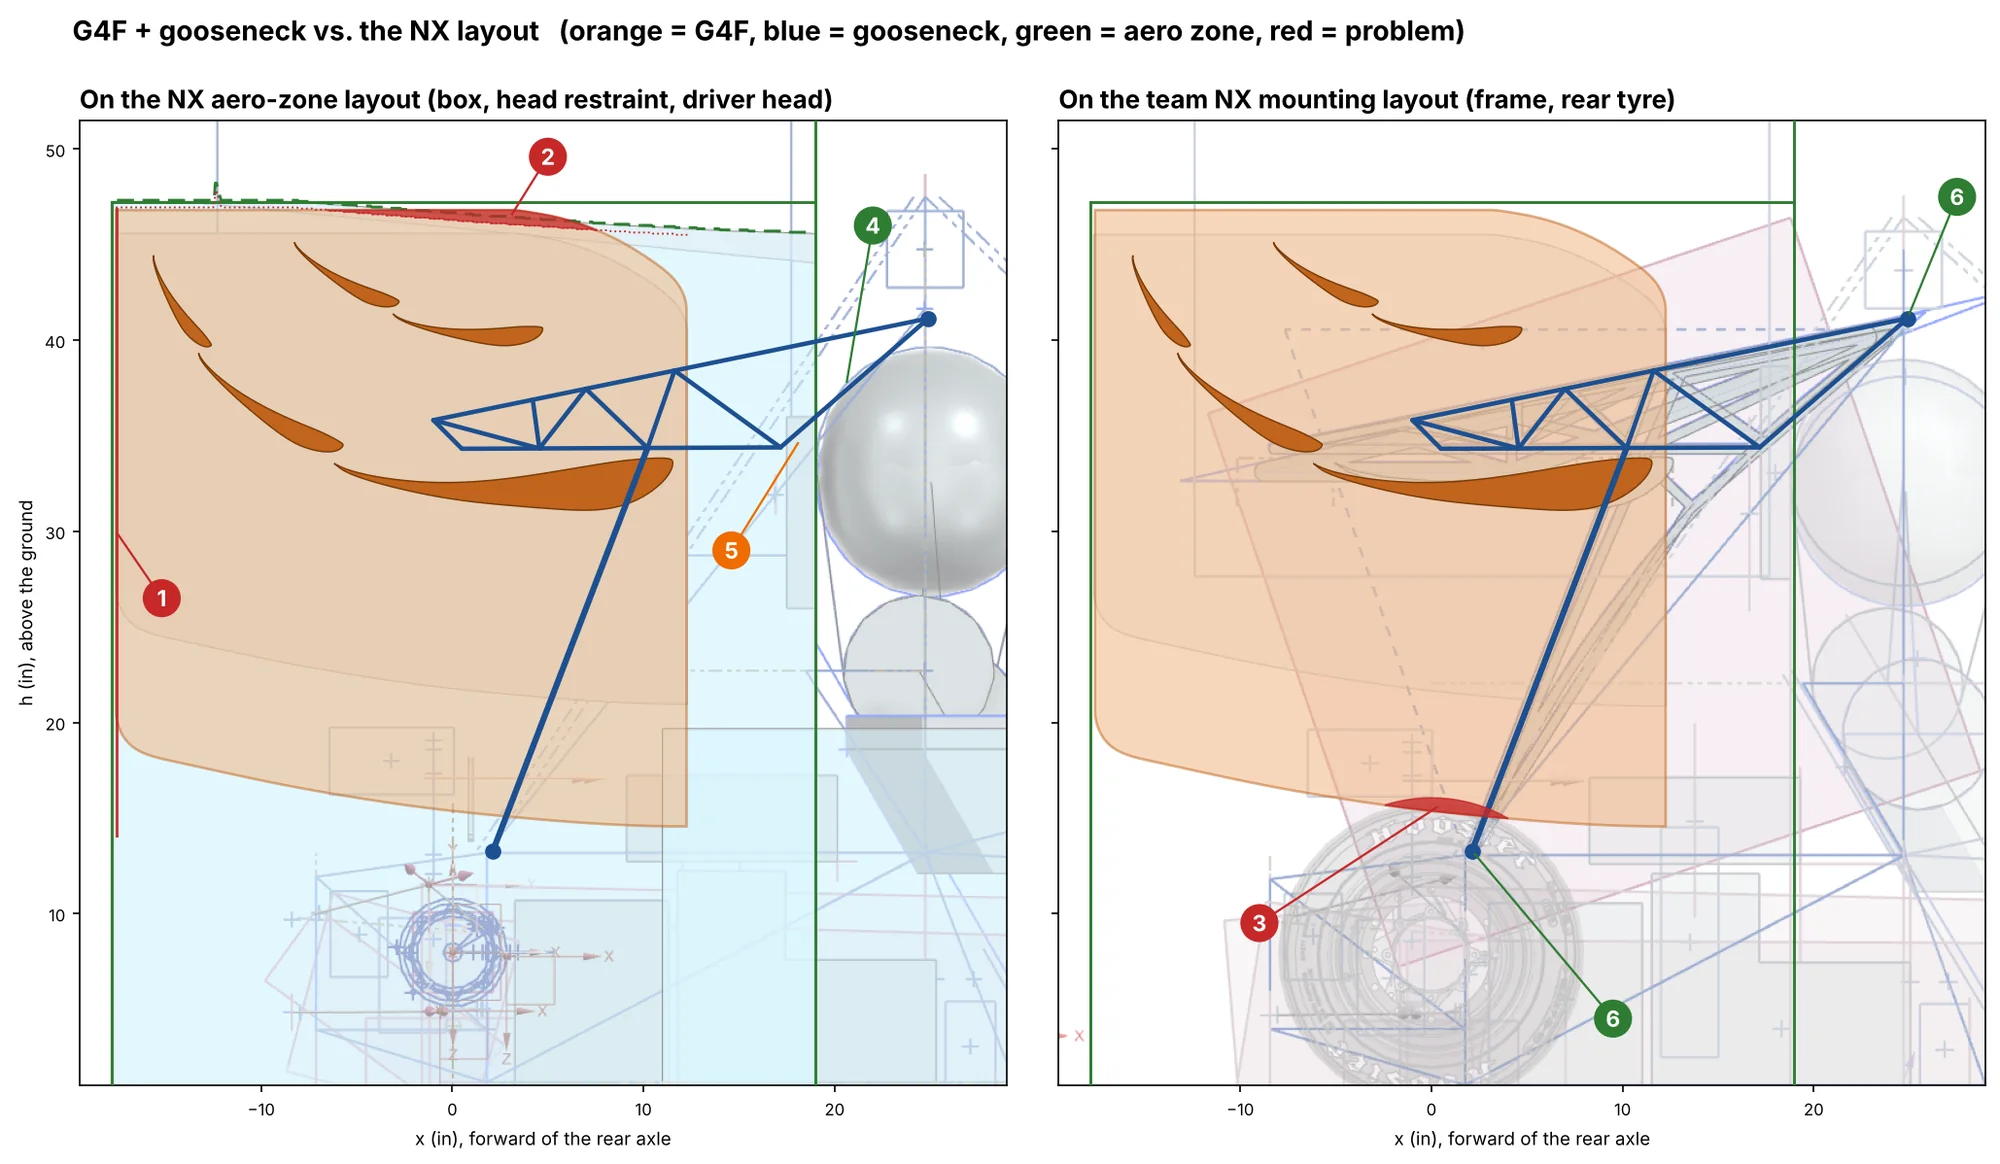 G4F + gooseneck vs. the NX layout (orange = G4F, blue = gooseneck, green = aero zone, red = problem)
On the NX aero-zone layout (box, head restraint, driver head)
On the team NX mounting layout (frame, rear tyre)
50
40
30
20
10
h (in), above the ground
2
4
5
1
X
X
X
Y
Z
Z
−10
0
10
20
x (in), forward of the rear axle
6
3
6
HOOSIER
X
−10
0
10
20
x (in), forward of the rear axle